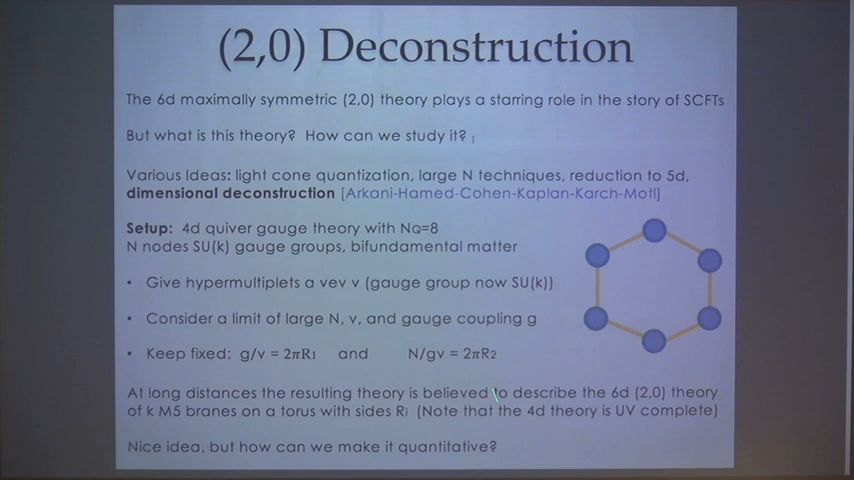 (2,0) Deconstruction
The 6d maximally symmetric (2,0) theory plays a starring role in the story of SCFTs
But what is this theory? How can we study it?
Various Ideas: light cone quantization, large N techniques, reduction to 5d,
dimensional deconstruction [Arkani-Hamed-Cohen-Kaplan-Karch-Motl]
Setup: 4d quiver gauge theory with NQ=8
N nodes SU(k) gauge groups, bifundamental matter
• Give hypermultiplets a vev v (gauge group now SU(k))
• Consider a limit of large N, v, and gauge coupling g
• Keep fixed: g/v = 2πR1 and N/gv = 2πR2
At long distances the resulting theory is believed to describe the 6d (2,0) theory
of k M5 branes on a torus with sides Ri (Note that the 4d theory is UV complete)
Nice idea, but how can we make it quantitative?